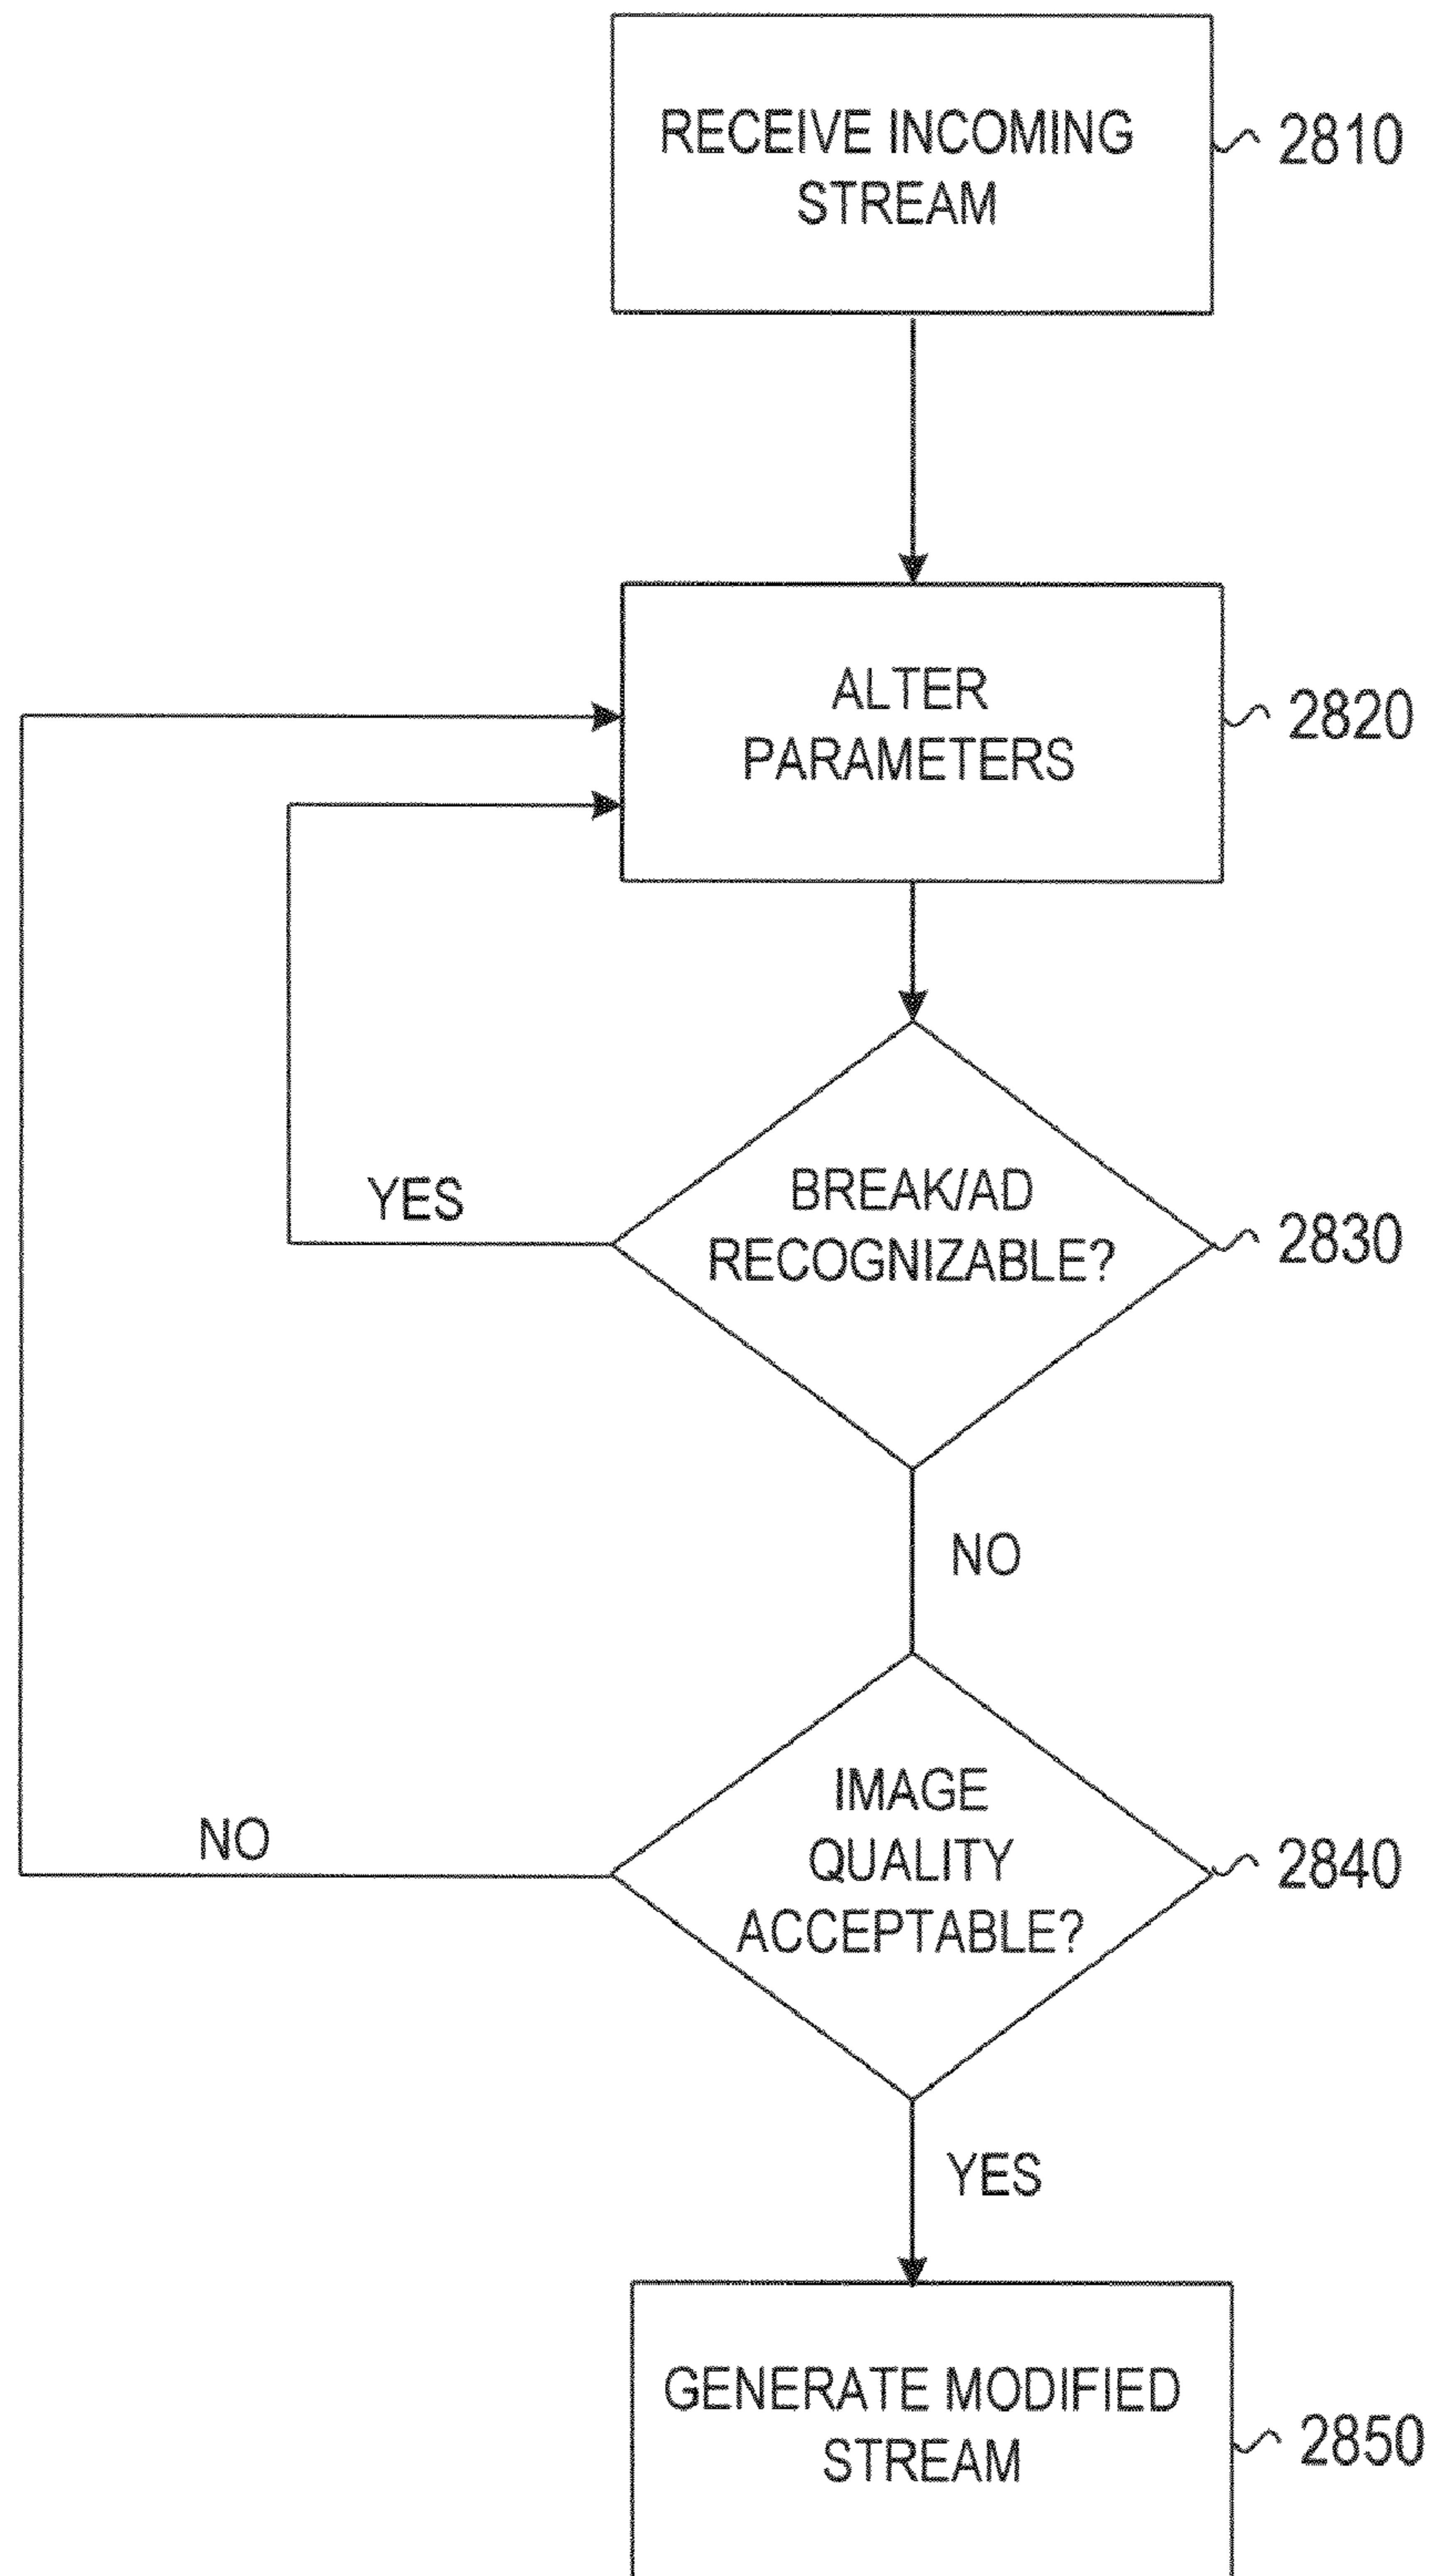 RECEIVE INCOMING
STREAM
2810
ALTER
PARAMETERS
2820
BREAK/AD
RECOGNIZABLE?
2830
YES
NO
IMAGE
QUALITY
ACCEPTABLE?
2840
NO
YES
GENERATE MODIFIED
STREAM
2850